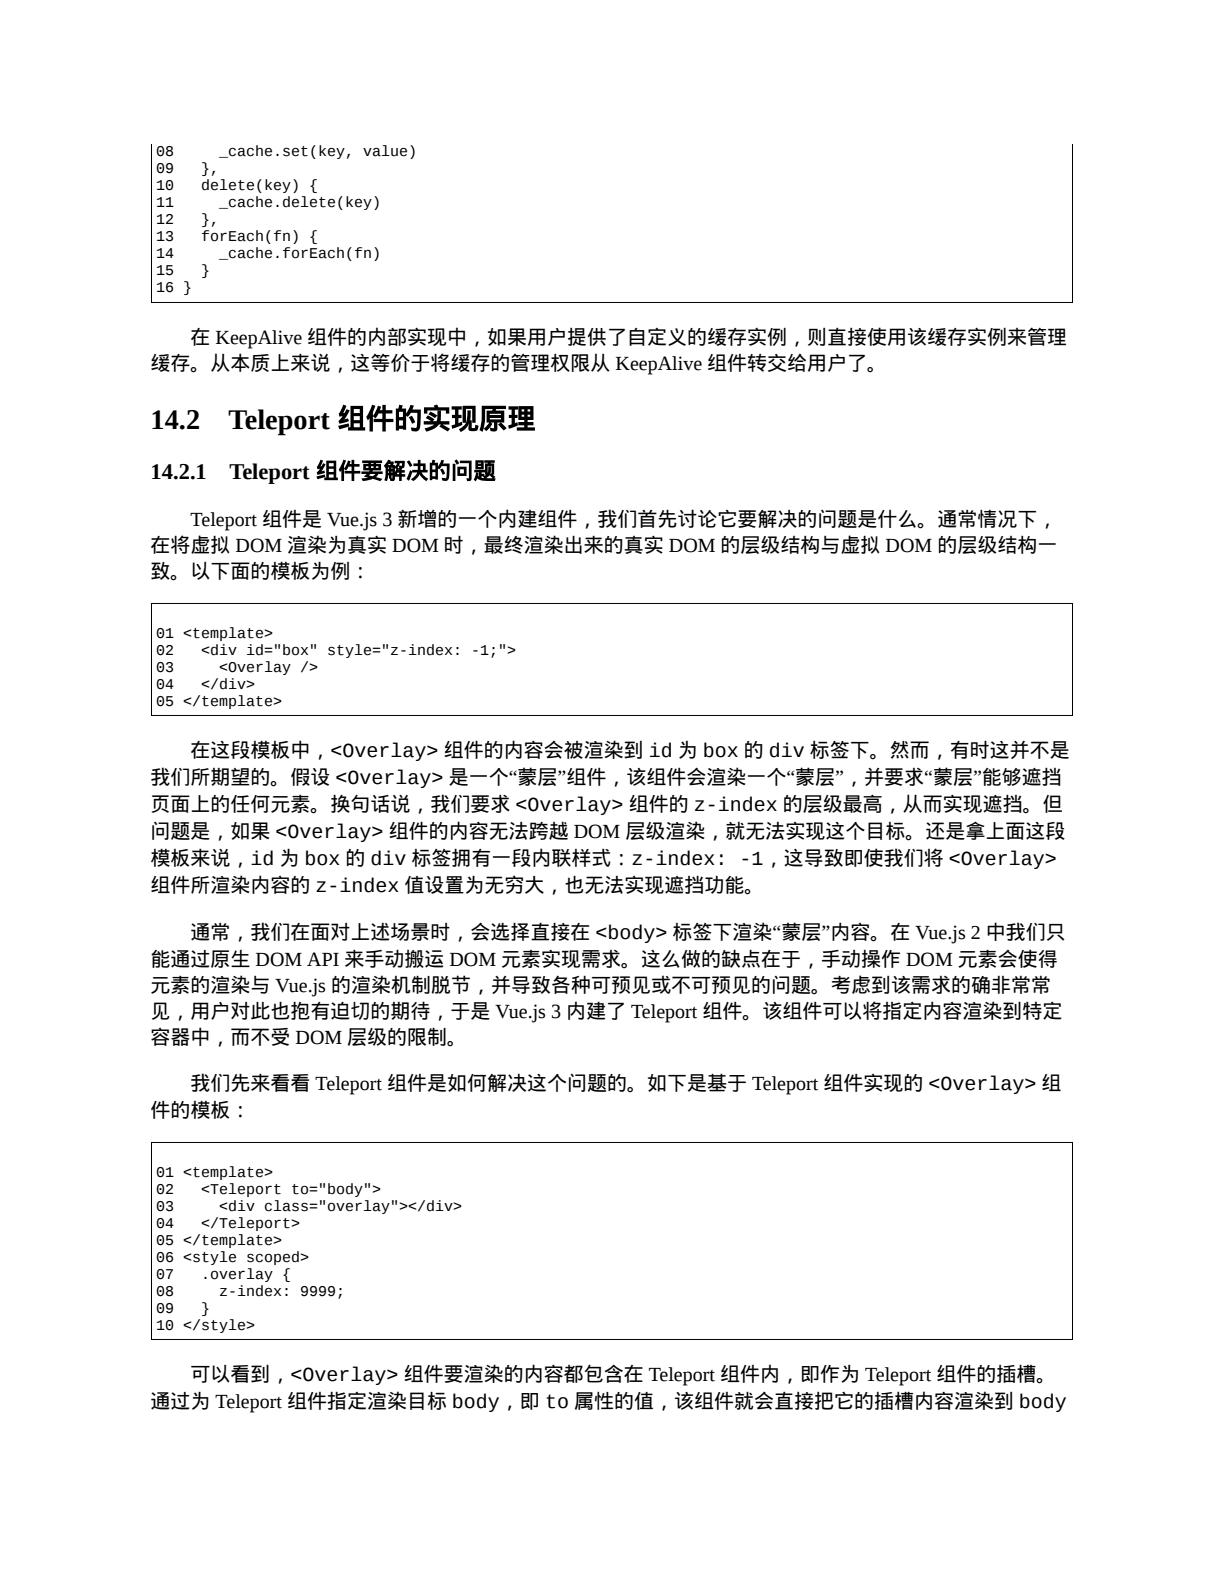 08     _cache.set(key, value)
09   },
10   delete(key) {
11     _cache.delete(key)
12   },
13   forEach(fn) {
14     _cache.forEach(fn)
15   }
16 }
在 KeepAlive 组件的内部实现中，如果用户提供了自定义的缓存实例，则直接使用该缓存实例来管理
缓存。从本质上来说，这等价于将缓存的管理权限从 KeepAlive 组件转交给用户了。
14.2　Teleport 组件的实现原理
14.2.1　Teleport 组件要解决的问题
Teleport 组件是 Vue.js 3 新增的一个内建组件，我们首先讨论它要解决的问题是什么。通常情况下，
在将虚拟 DOM 渲染为真实 DOM 时，最终渲染出来的真实 DOM 的层级结构与虚拟 DOM 的层级结构一
致。以下面的模板为例：
01 <template>
02   <div id="box" style="z-index: -1;">
03     <Overlay />
04   </div>
05 </template>
在这段模板中，<Overlay> 组件的内容会被渲染到 id 为 box 的 div 标签下。然而，有时这并不是
我们所期望的。假设 <Overlay> 是一个“蒙层”组件，该组件会渲染一个“蒙层”，并要求“蒙层”能够遮挡
页面上的任何元素。换句话说，我们要求 <Overlay> 组件的 z-index 的层级最高，从而实现遮挡。但
问题是，如果 <Overlay> 组件的内容无法跨越 DOM 层级渲染，就无法实现这个目标。还是拿上面这段
模板来说，id 为 box 的 div 标签拥有一段内联样式：z-index: -1，这导致即使我们将 <Overlay>
组件所渲染内容的 z-index 值设置为无穷大，也无法实现遮挡功能。
通常，我们在面对上述场景时，会选择直接在 <body> 标签下渲染“蒙层”内容。在 Vue.js 2 中我们只
能通过原生 DOM API 来手动搬运 DOM 元素实现需求。这么做的缺点在于，手动操作 DOM 元素会使得
元素的渲染与 Vue.js 的渲染机制脱节，并导致各种可预见或不可预见的问题。考虑到该需求的确非常常
见，用户对此也抱有迫切的期待，于是 Vue.js 3 内建了 Teleport 组件。该组件可以将指定内容渲染到特定
容器中，而不受 DOM 层级的限制。
我们先来看看 Teleport 组件是如何解决这个问题的。如下是基于 Teleport 组件实现的 <Overlay> 组
件的模板：
01 <template>
02   <Teleport to="body">
03     <div class="overlay"></div>
04   </Teleport>
05 </template>
06 <style scoped>
07   .overlay {
08     z-index: 9999;
09   }
10 </style>
可以看到，<Overlay> 组件要渲染的内容都包含在 Teleport 组件内，即作为 Teleport 组件的插槽。
通过为 Teleport 组件指定渲染目标 body，即 to 属性的值，该组件就会直接把它的插槽内容渲染到 body